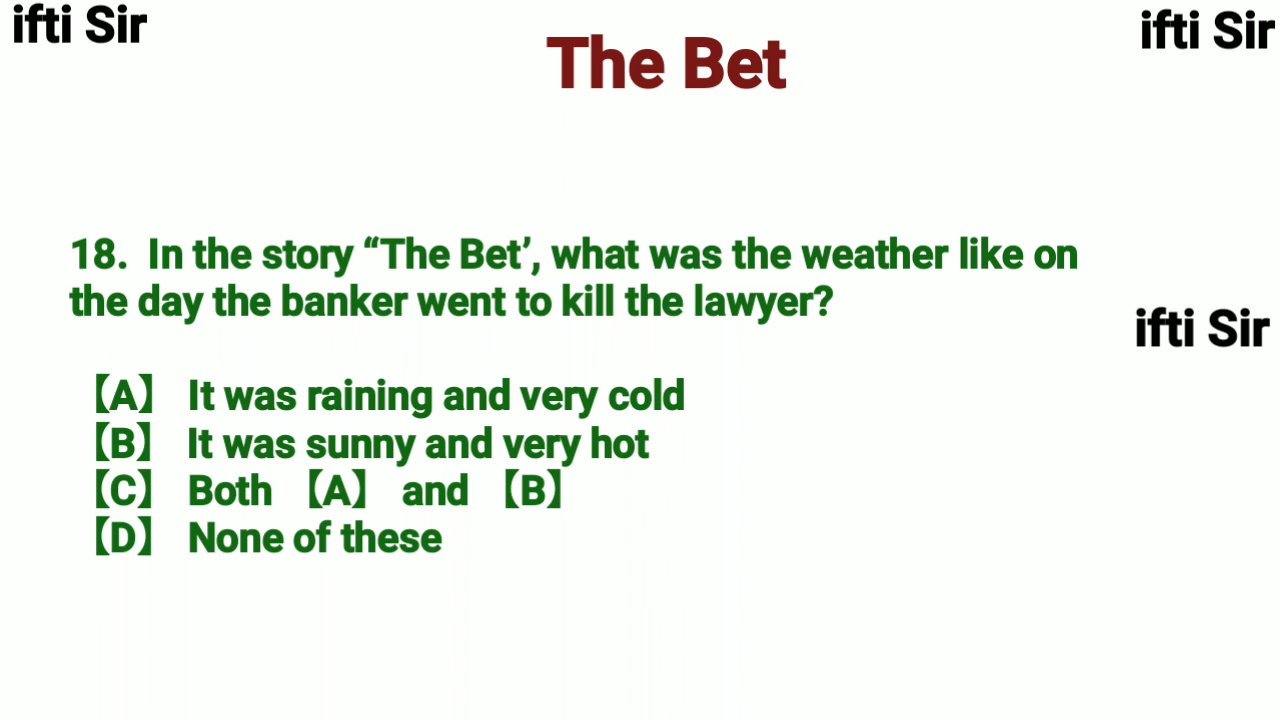 ifti Sir
ifti Sir
The Bet
18. In the story “The Bet’, what was the weather like on
the day the banker went to kill the lawyer?
ifti Sir
【A】 It was raining and very cold
【B】 It was sunny and very hot
【C】 Both 【A】 and 【B】
【D】 None of these